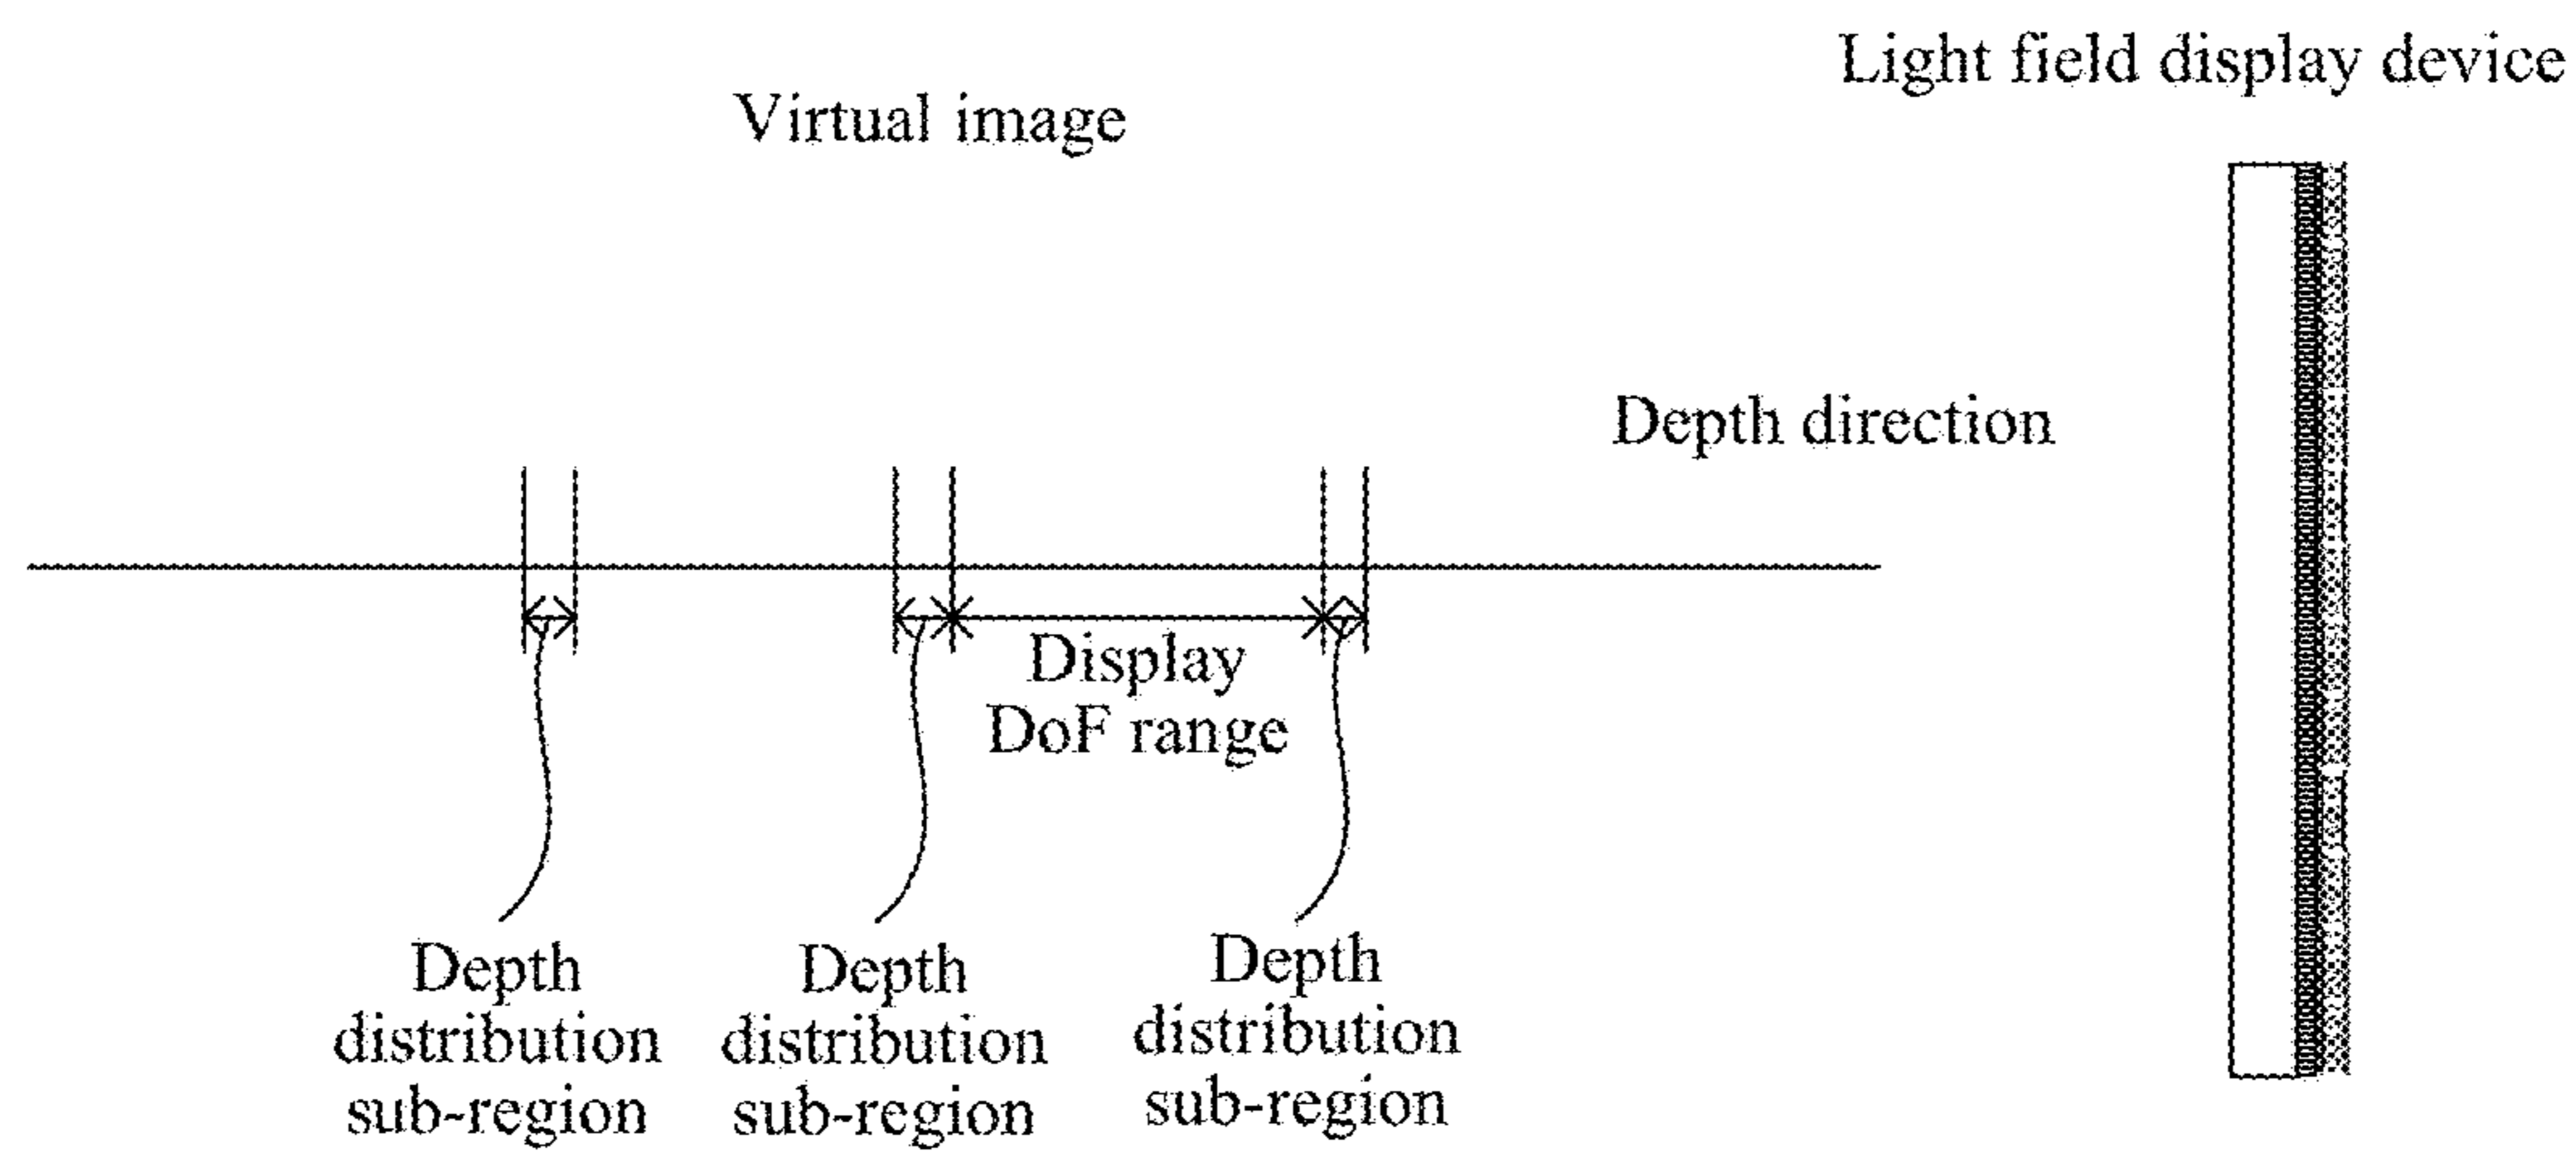 Light field display device
Virtual image
Depth direction
Display
DoF range
Depth
distribution
sub-region
Depth
distribution
sub-region
Depth
distribution
sub-region